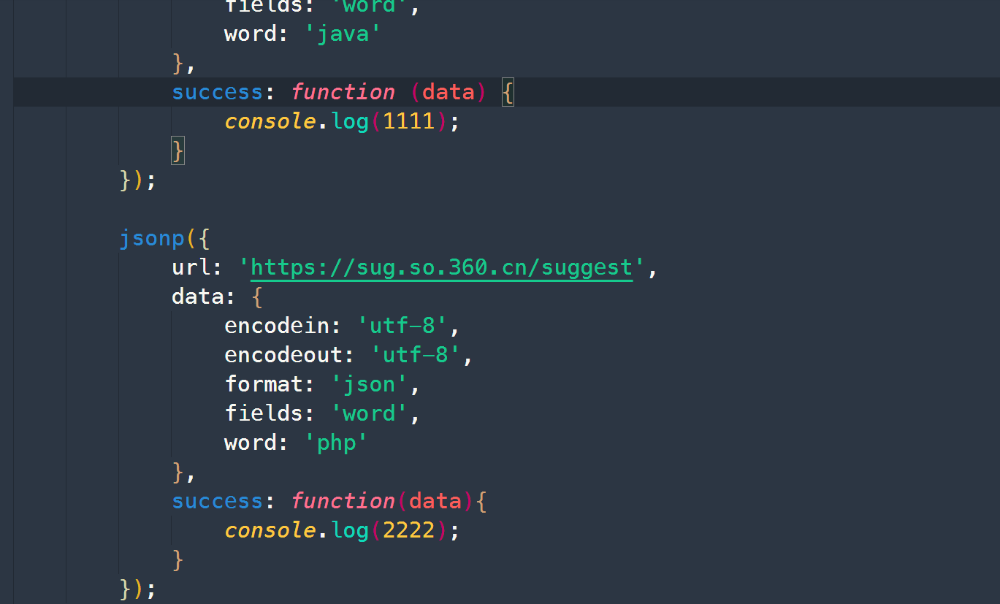 fields: 'word',
word: 'java'
},
success: function (data) {
console.log(1111);
}
});
jsonp({
url: 'https://sug.so.360.cn/suggest',
data: {
encodein: 'utf-8',
encodeout: 'utf-8',
format: 'json',
fields: 'word',
word: 'php'
},
success: function(data){
console.log(2222);
}
});